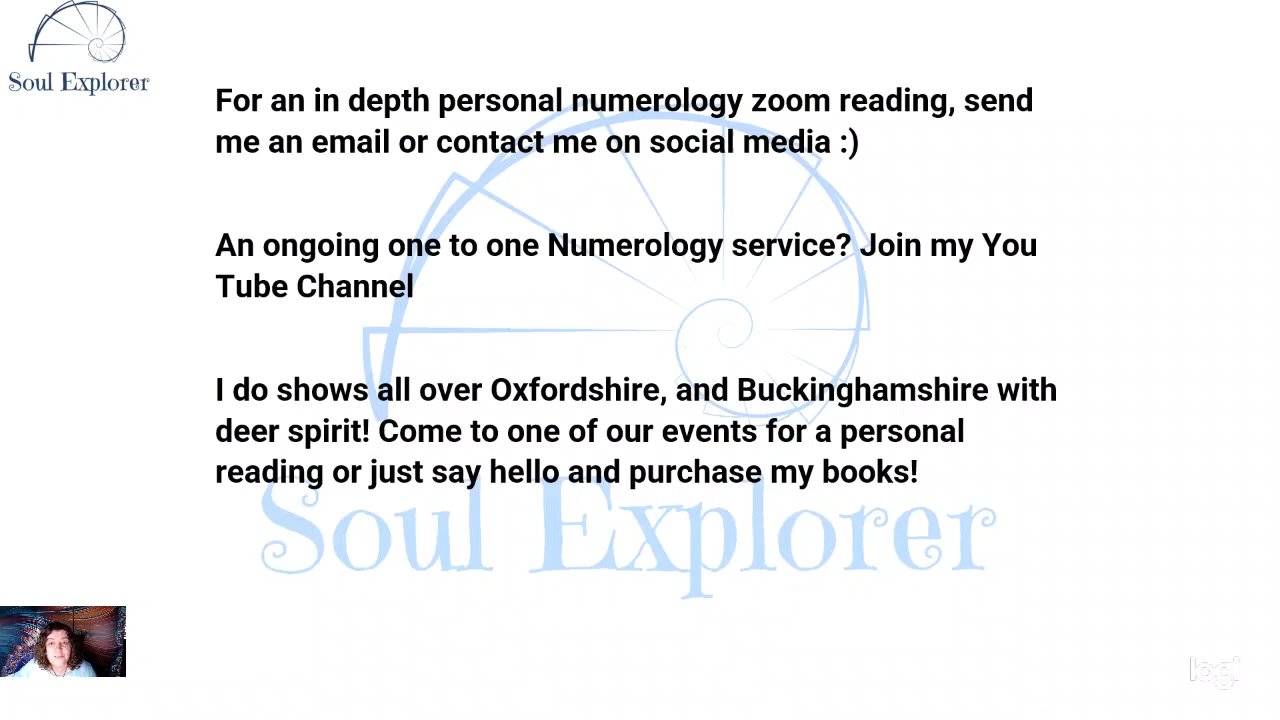 Soul Explorer
For an in depth personal numerology zoom reading, send
me an email or contact me on social media :)
An ongoing one to one Numerology service? Join my You
Tube Channel
I do shows all over Oxfordshire, and Buckinghamshire with
deer spirit! Come to one of our events for a personal
reading or just say hello and purchase my books!
Soul Explorer
logi